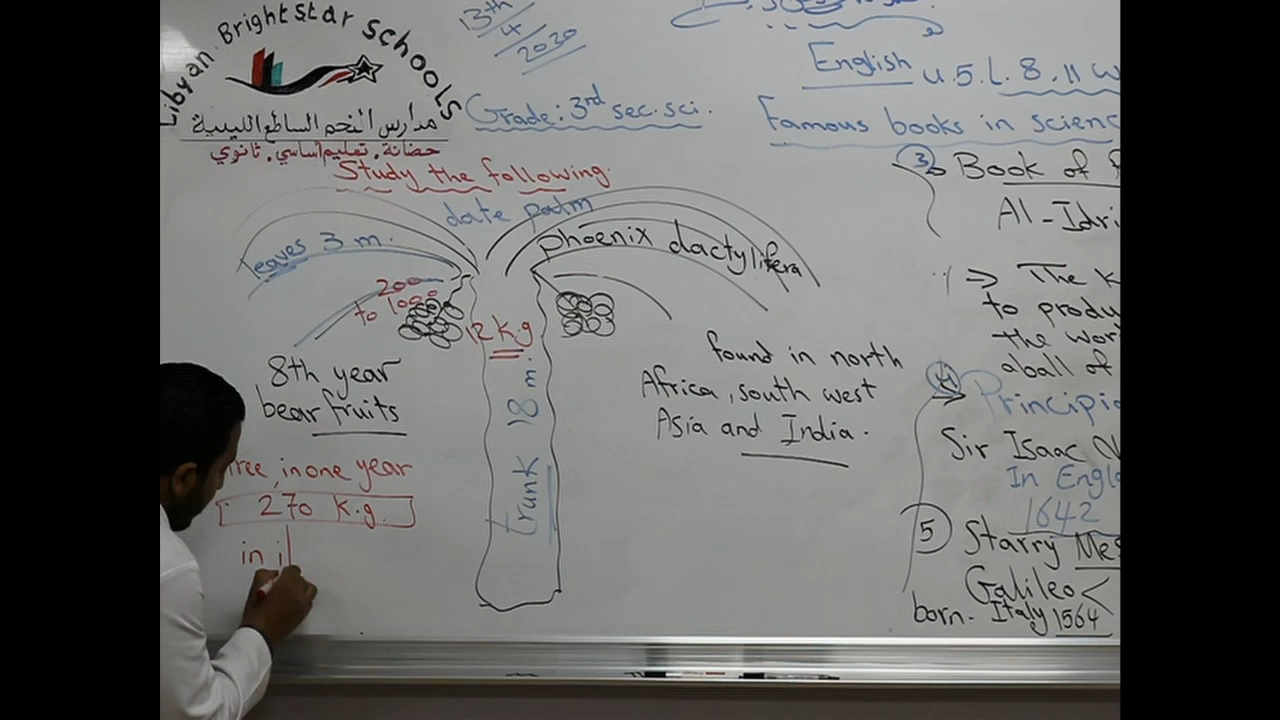 Libyan Bright Star Schools
مدارس النجم الساطع الليبية
حضانة، تعليم أساسي، ثانوي
13th/4/2020
Grade: 3rd sec. sci.
English
U.5.L.8.11
Famous books in scienc
Study the following
date palm
phoenix dactylifera
leaves 3 m.
200
to 1000
12 k.g
trunk 18 m.
8th year
bear fruits
ree, in one year
270 k.g.
in i
found in north
Africa, south west
Asia and India.
3
Book of
Al-Idri
The K
to produ
the wor
aball of
4
Principi
Sir Isaac
In Engl
1642
5
Starry Mes
Galileo <
born. Italy 1564